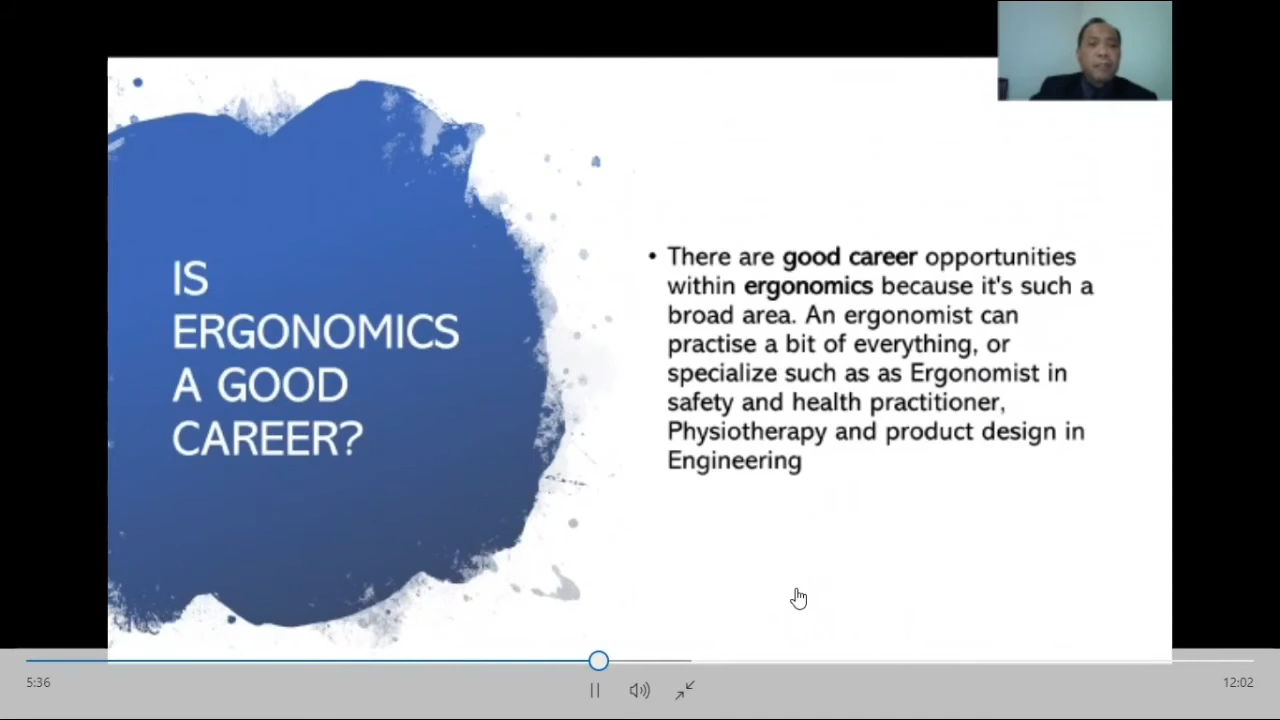 IS
ERGONOMICS
A GOOD
CAREER?
• There are good career opportunities
within ergonomics because it's such a
broad area. An ergonomist can
practise a bit of everything, or
specialize such as as Ergonomist in
safety and health practitioner,
Physiotherapy and product design in
Engineering
5:36
12:02